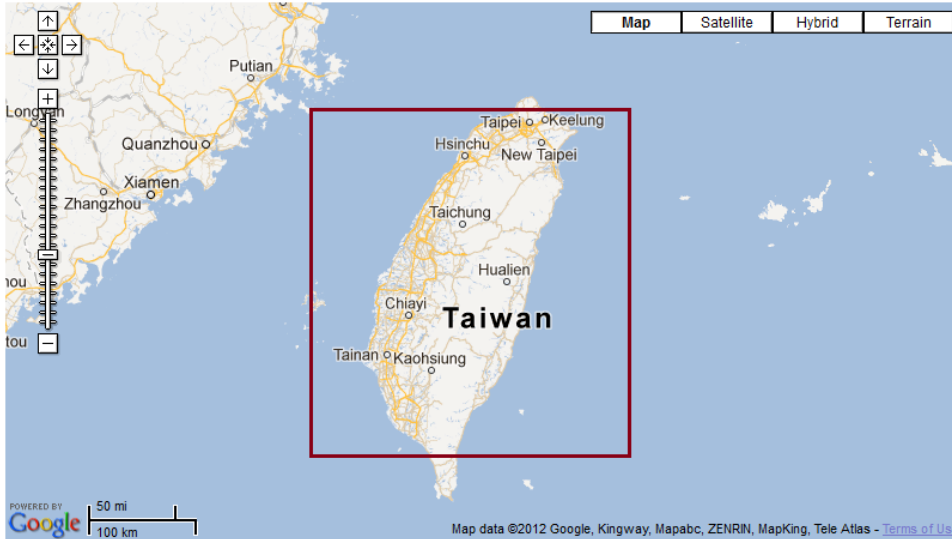 Map Satellite Hybrid Terrain
Putian
Longyan
Taipei Keelung
Quanzhou
Hsinchu
New Taipei
Xiamen
Zhangzhou
Taichung
Hualien
Chiayi
Taiwan
tou
Tainan Kaohsiung
POWERED BY
Google
50 mi
100 km
Map data ©2012 Google, Kingway, Mapabc, ZENRIN, MapKing, Tele Atlas - Terms of Us